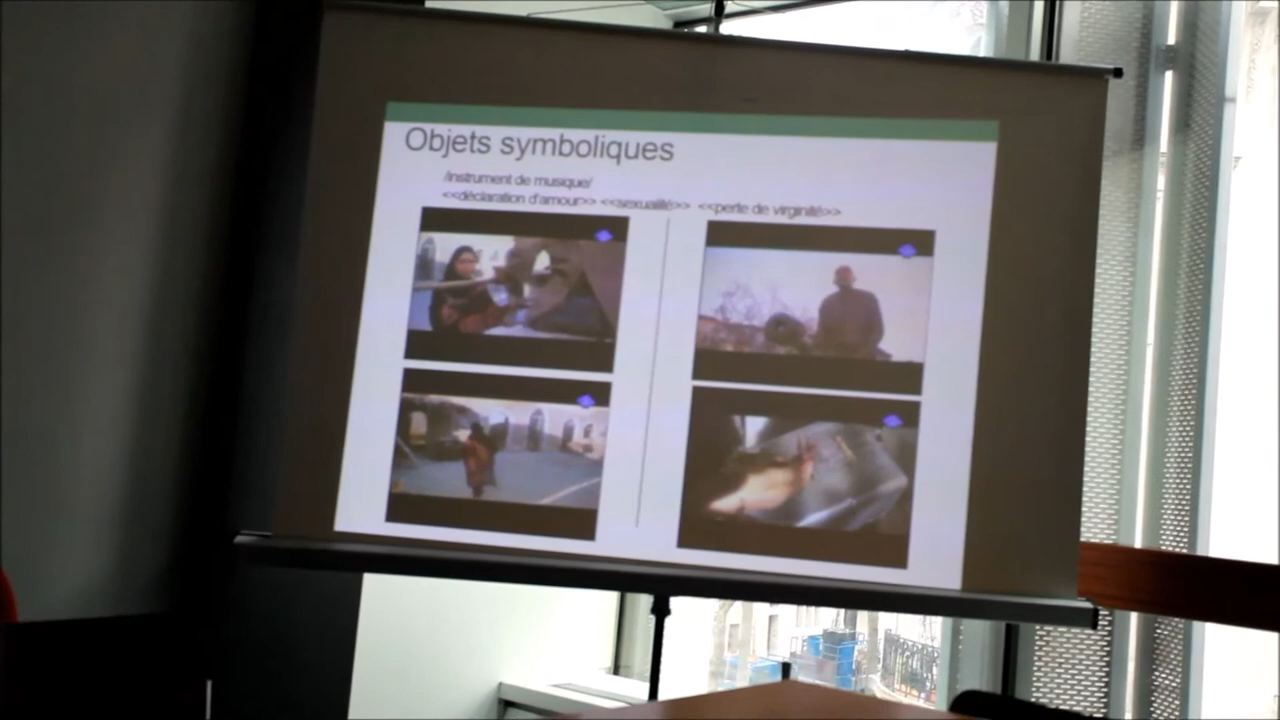 Objets symboliques
/instrument de musique/
<<déclaration d'amour>> <<sexualité>> <<perte de virginité>>